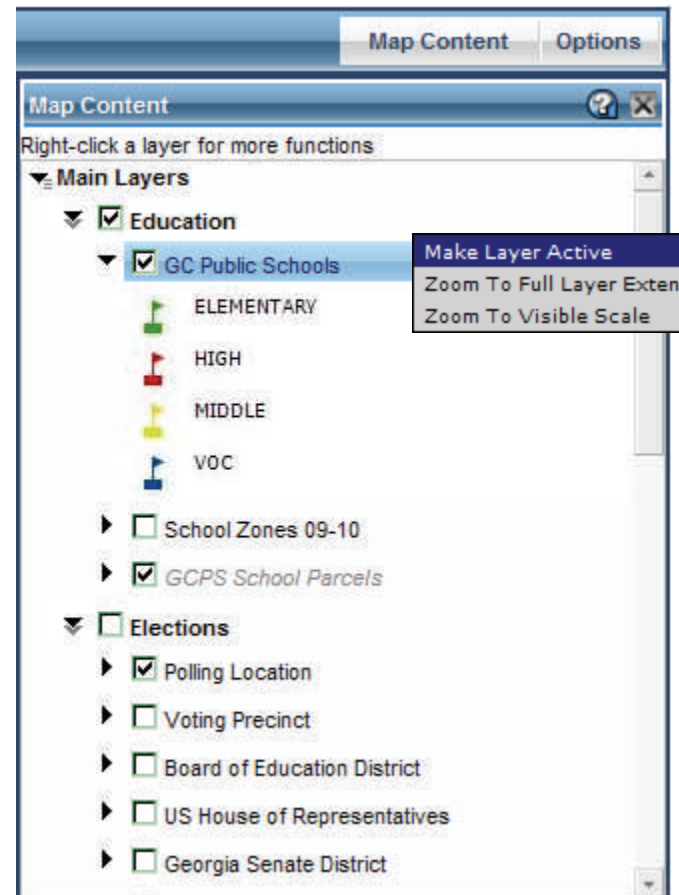 Map Content Options
Map Content
Right-click a layer for more functions
Main Layers
Education
GC Public Schools
Make Layer Active
Zoom To Full Layer Exten
Zoom To Visible Scale
ELEMENTARY
HIGH
MIDDLE
VOC
School Zones 09-10
GCPS School Parcels
Elections
Polling Location
Voting Precinct
Board of Education District
US House of Representatives
Georgia Senate District